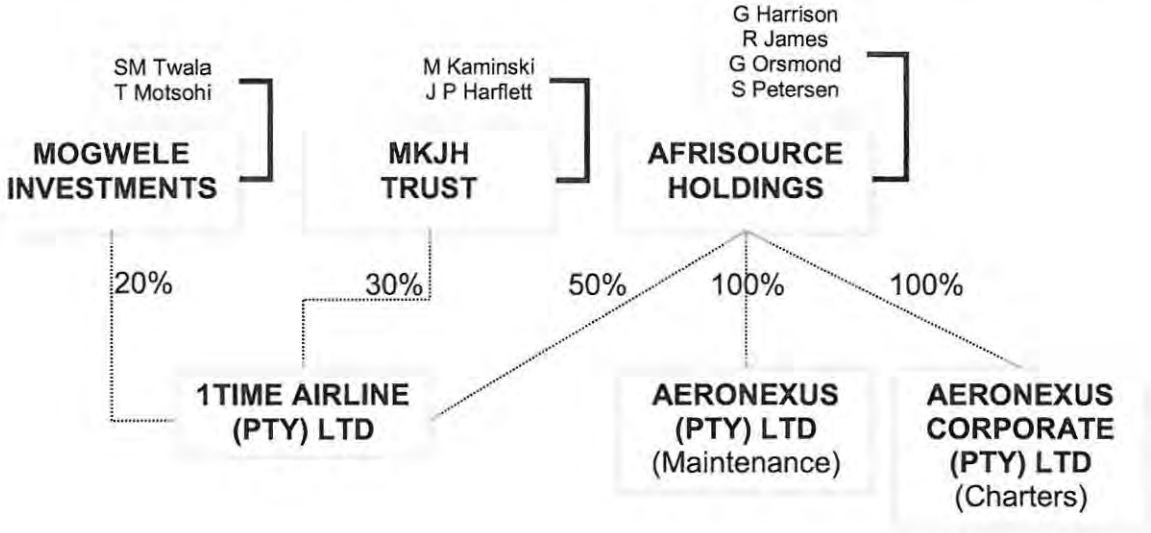 G Harrison
R James
G Orsmond
S Petersen
SM Twala
T Motsohi
M Kaminski
J P Harflett
MOGWELE
INVESTMENTS
MKJH
TRUST
AFRISOURCE
HOLDINGS
20%
30%
50%
100%
100%
1TIME AIRLINE
(PTY) LTD
AERONEXUS
(PTY) LTD
(Maintenance)
AERONEXUS
CORPORATE
(PTY) LTD
(Charters)